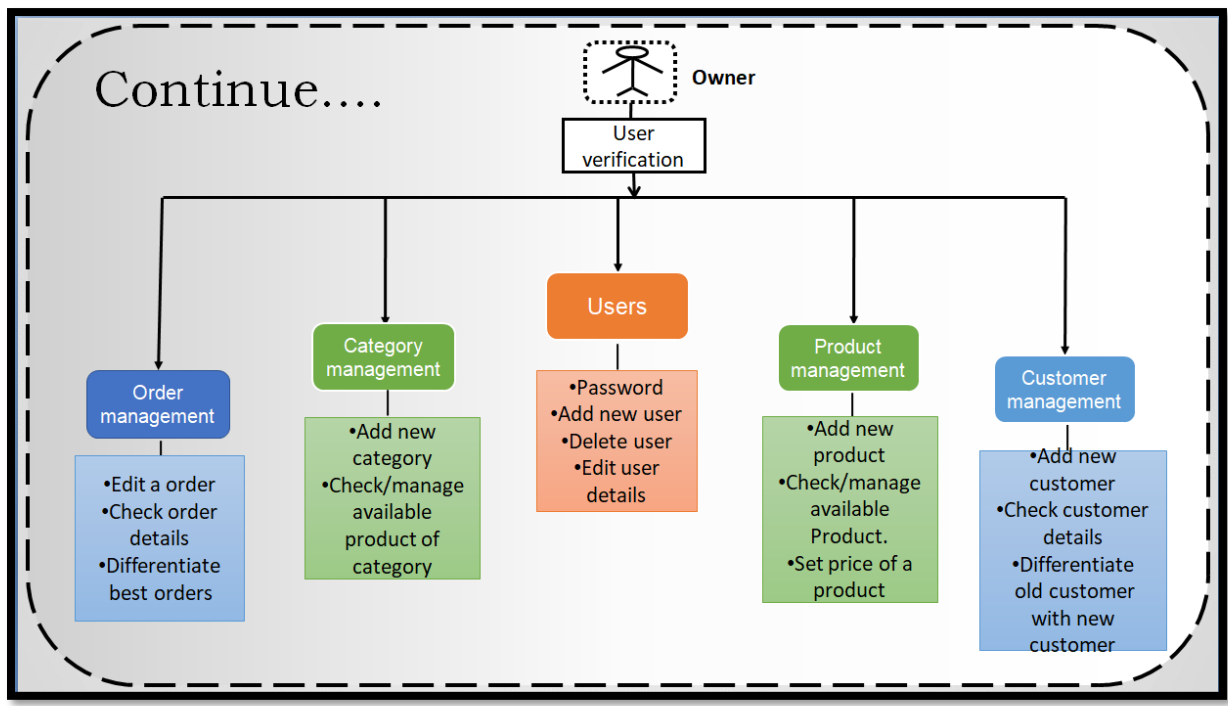 Continue....
Owner
User
verification
Order
management
•Edit a order
•Check order
details
•Differentiate
best orders
Category
management
•Add new
category
•Check/manage
available
product of
category
Users
•Password
•Add new user
•Delete user
•Edit user
details
Product
management
•Add new
product
•Check/manage
available
Product.
•Set price of a
product
Customer
management
•Add new
customer
•Check customer
details
•Differentiate
old customer
with new
customer